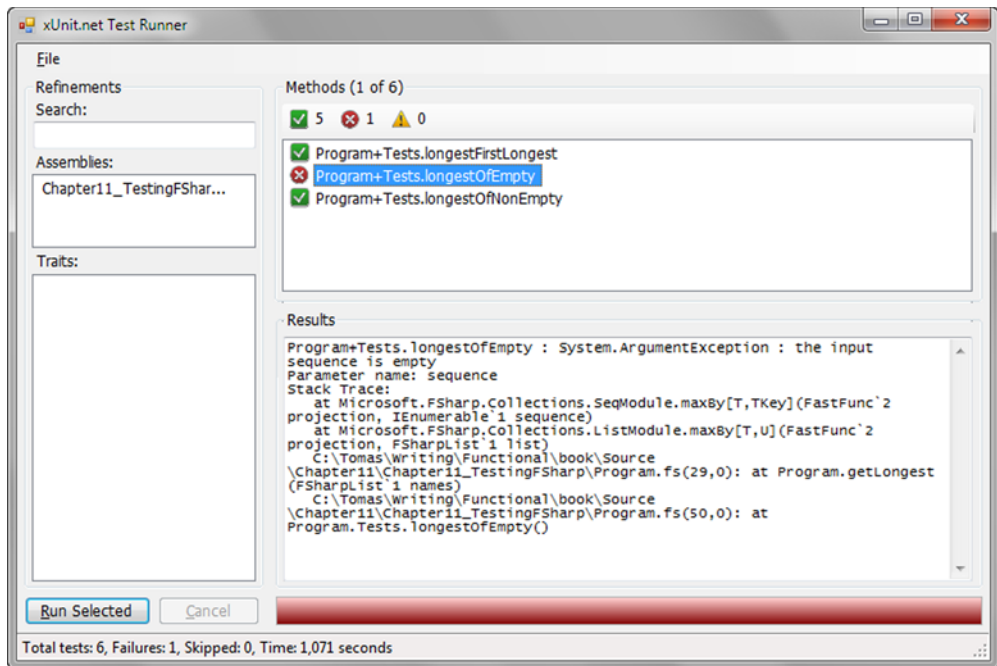 xUnit.net Test Runner
File
Refinements
Search:
Assemblies:
Chapter11_TestingFShar...
Traits:
Methods (1 of 6)
5 1 0
Program+Tests.longestFirstLongest
Program+Tests.longestOfEmpty
Program+Tests.longestOfNonEmpty
Results
Program+Tests.longestOfEmpty : System.ArgumentException : the input
sequence is empty
Parameter name: sequence
Stack Trace:
   at Microsoft.FSharp.Collections.SeqModule.maxBy[T,TKey](FastFunc`2
projection, IEnumerable`1 sequence)
   at Microsoft.FSharp.Collections.ListModule.maxBy[T,U](FastFunc`2
projection, FSharpList`1 list)
   C:\Tomas\Writing\Functional\book\Source
\Chapter11\Chapter11_TestingFSharp\Program.fs(29,0): at Program.getLongest
(FSharpList`1 names)
   C:\Tomas\Writing\Functional\book\Source
\Chapter11\Chapter11_TestingFSharp\Program.fs(50,0): at
Program.Tests.longestOfEmpty()
Run Selected
Cancel
Total tests: 6, Failures: 1, Skipped: 0, Time: 1,071 seconds